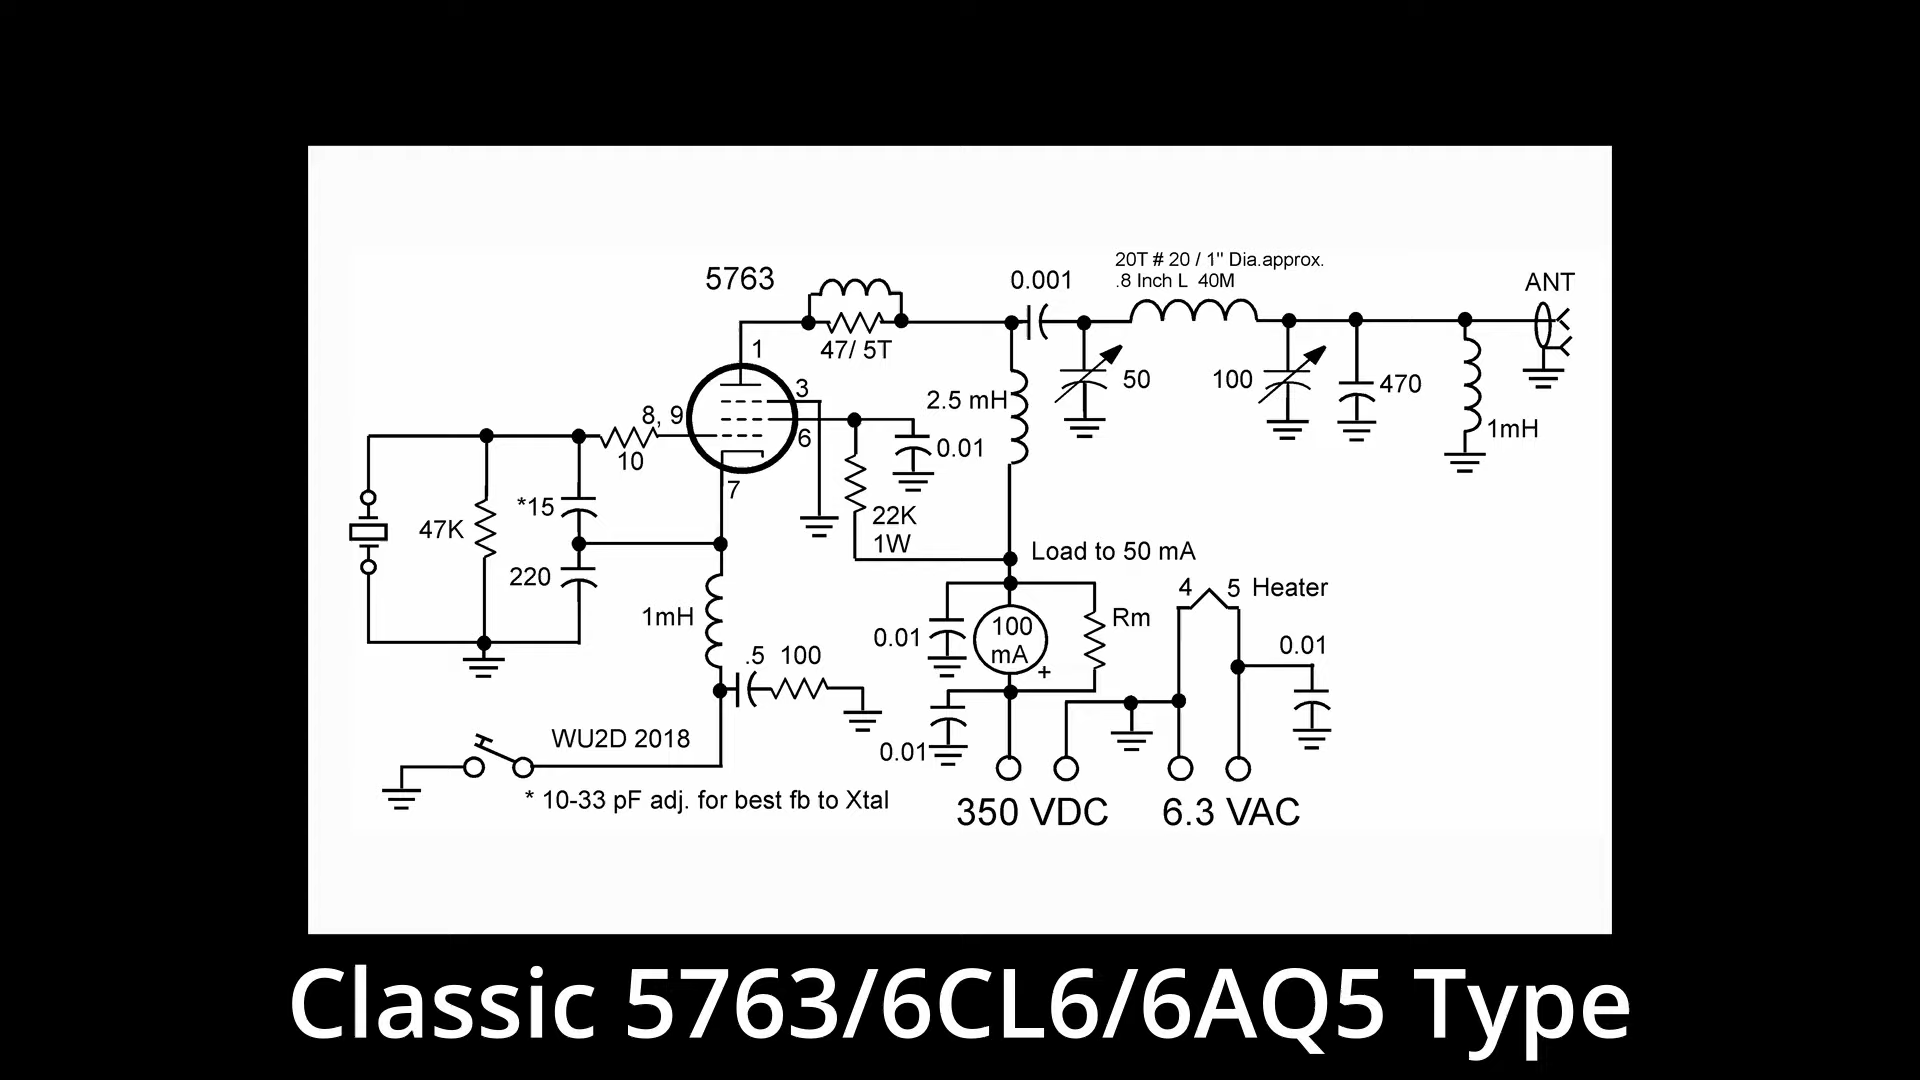 20T # 20 / 1" Dia.approx.
.8 Inch L 40M
5763
0.001
ANT
47/ 5T
1
3
8, 9
6
10
7
2.5 mH
50
100
470
1mH
0.01
*15
47K
220
22K
1W
Load to 50 mA
4
5
Heater
1mH
0.01
100
mA
+
Rm
0.01
.5
100
0.01
WU2D 2018
* 10-33 pF adj. for best fb to Xtal
350 VDC
6.3 VAC
Classic 5763/6CL6/6AQ5 Type